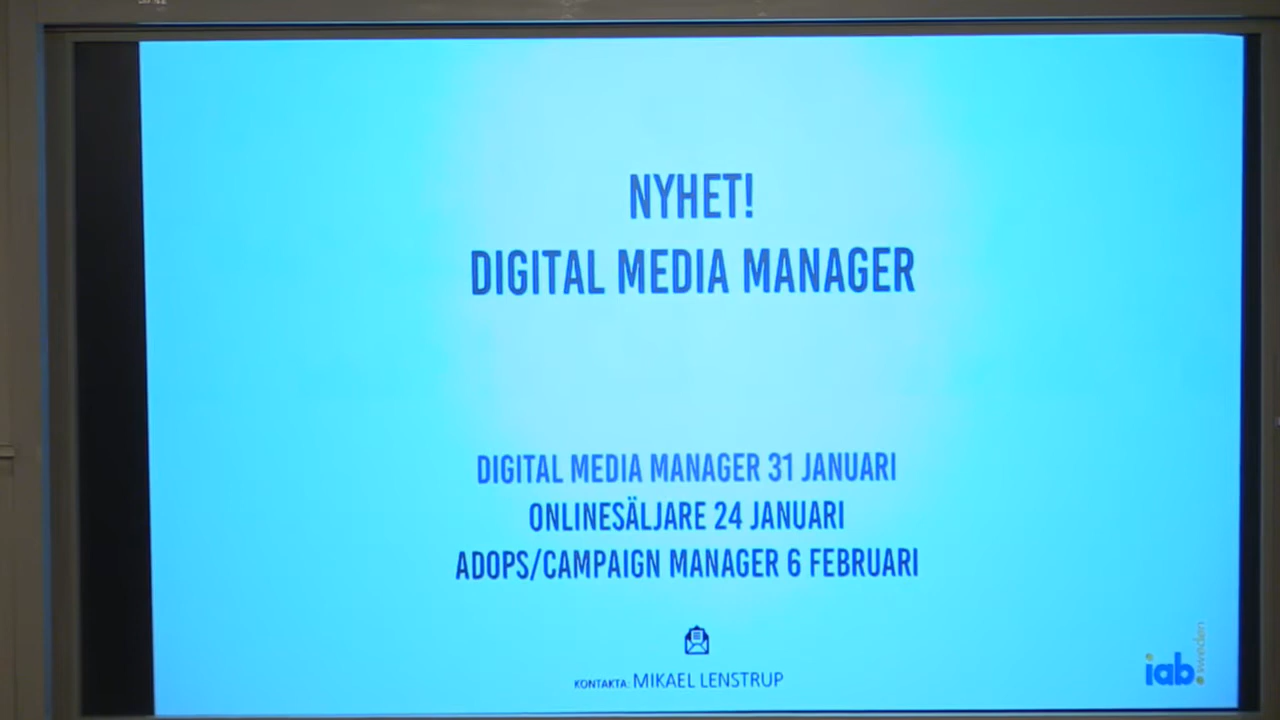 NYHET!
DIGITAL MEDIA MANAGER
DIGITAL MEDIA MANAGER 31 JANUARI
ONLINESÄLJARE 24 JANUARI
ADOPS/CAMPAIGN MANAGER 6 FEBRUARI
KONTAKTA: MIKAEL LENSTRUP
iab. sweden